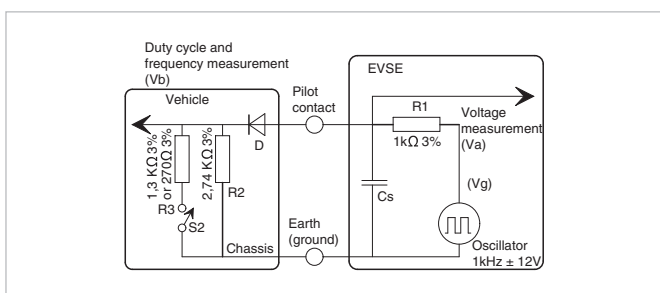 Duty cycle and
frequency measurement
(Vb)
Vehicle
Pilot
contact
EVSE
R1
1kΩ 3%
Voltage
measurement
(Va)
D
1,3 KΩ 3%
or 270Ω 3%
2,74 KΩ 3%
R2
R3
S2
Chassis
Earth
(ground)
Cs
(Vg)
Oscillator
1kHz ± 12V